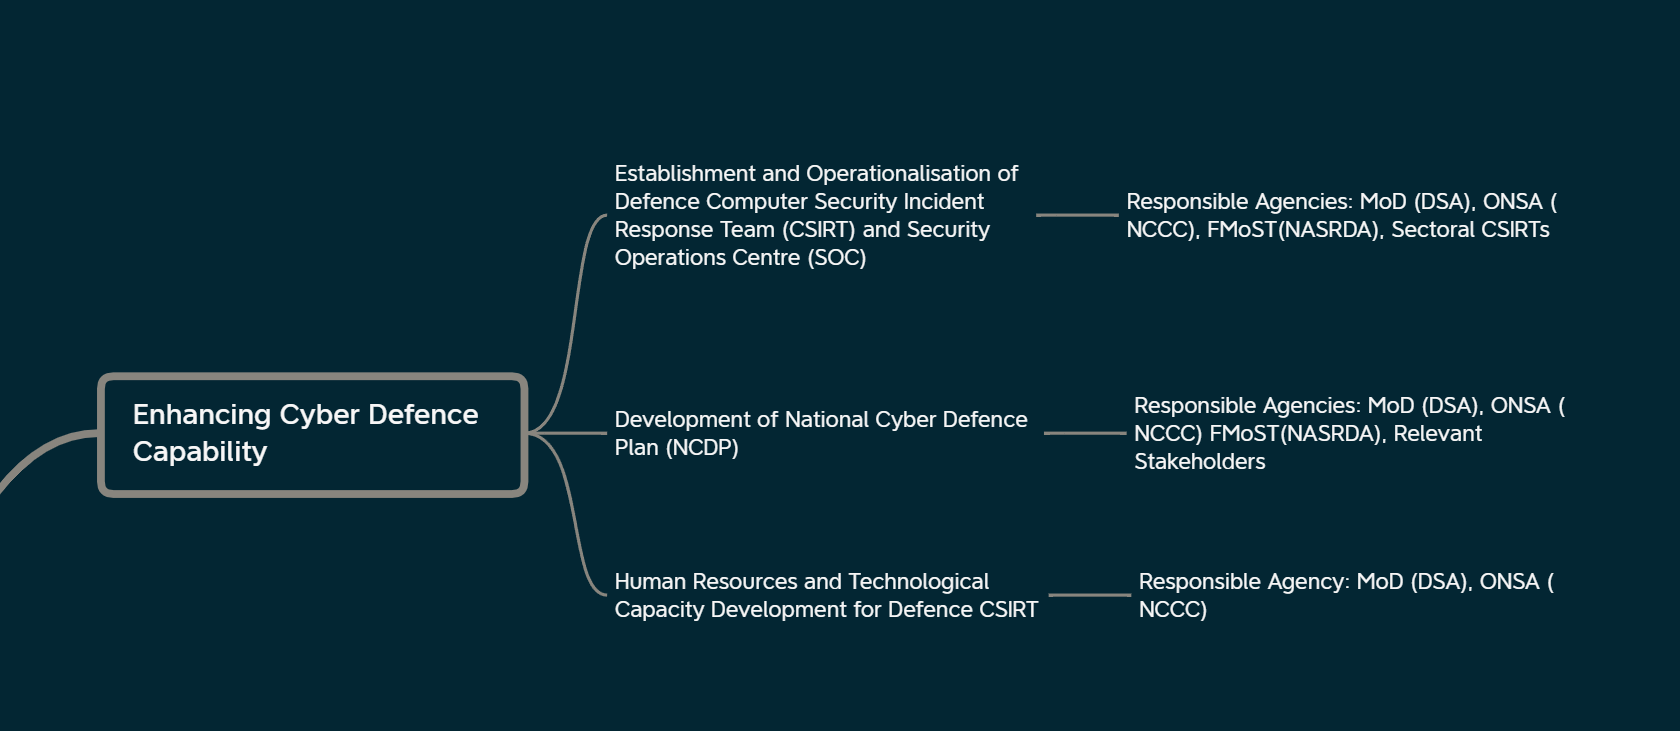 Establishment and Operationalisation of
Defence Computer Security Incident
Response Team (CSIRT) and Security
Operations Centre (SOC)
Responsible Agencies: MoD (DSA), ONSA (
NCCC), FMoST(NASRDA), Sectoral CSIRTs
Enhancing Cyber Defence
Capability
Development of National Cyber Defence
Plan (NCDP)
Responsible Agencies: MoD (DSA), ONSA (
NCCC) FMoST(NASRDA), Relevant
Stakeholders
Human Resources and Technological
Capacity Development for Defence CSIRT
Responsible Agency: MoD (DSA), ONSA (
NCCC)